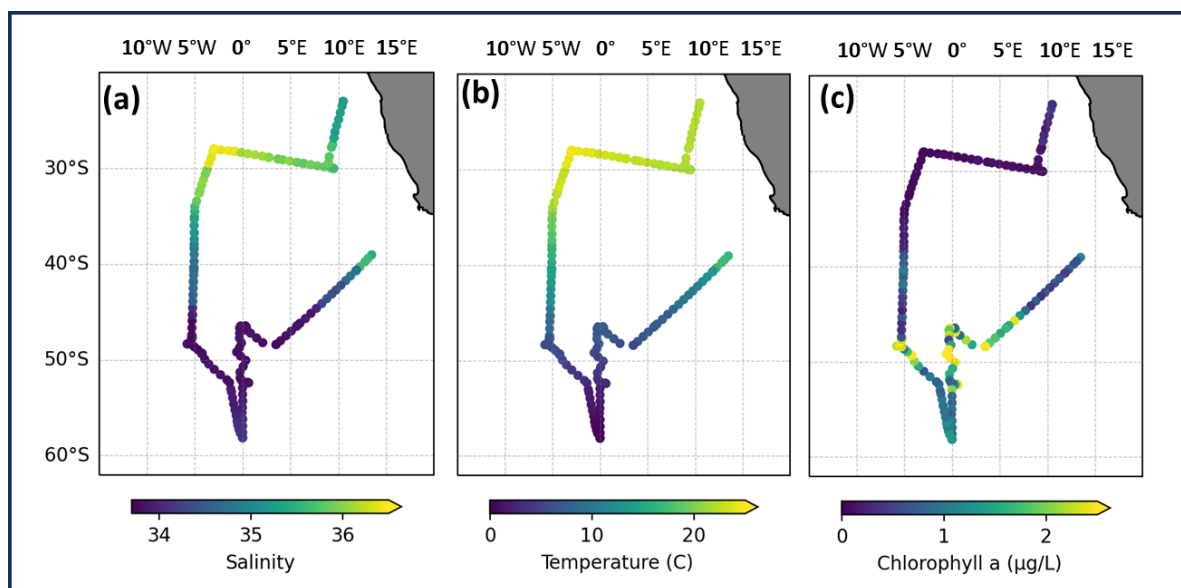 10°W 5°W 0° 5°E 10°E 15°E 10°W 5°W 0° 5°E 10°E 15°E 10°W 5°W 0° 5°E 10°E 15°E
(a) (b) (c)
30°S
40°S
50°S
60°S
34 35 36 0 10 20 0 1 2
Salinity Temperature (C) Chlorophyll a (µg/L)